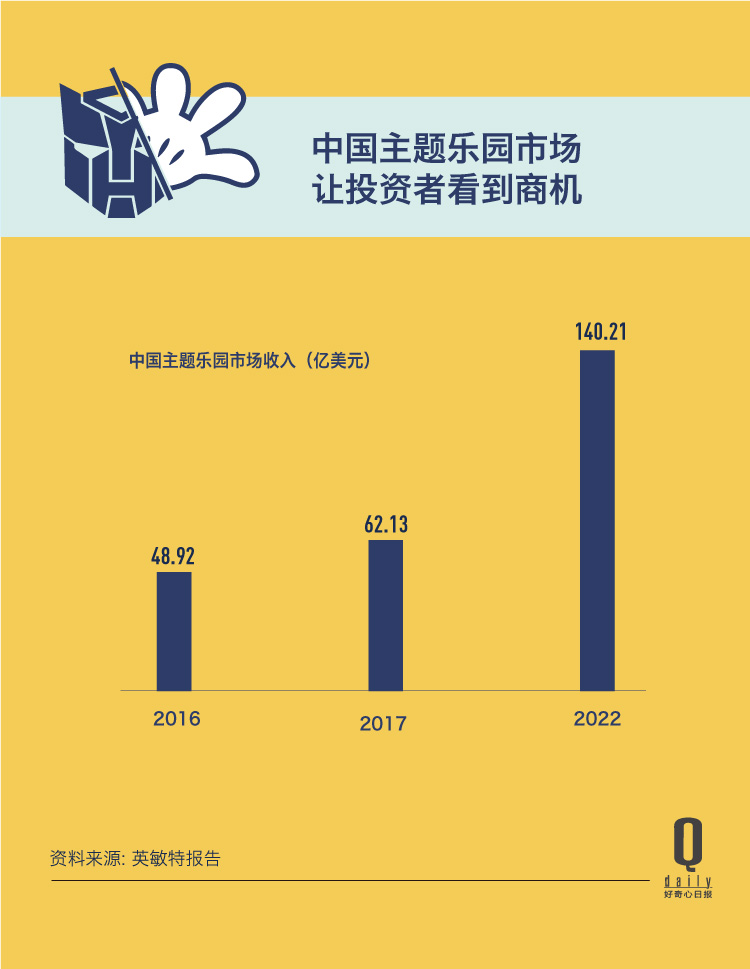 中国主题乐园市场
让投资者看到商机
中国主题乐园市场收入（亿美元）
140.21
62.13
48.92
2016
2017
2022
资料来源: 英敏特报告
Q
daily
好奇心日报